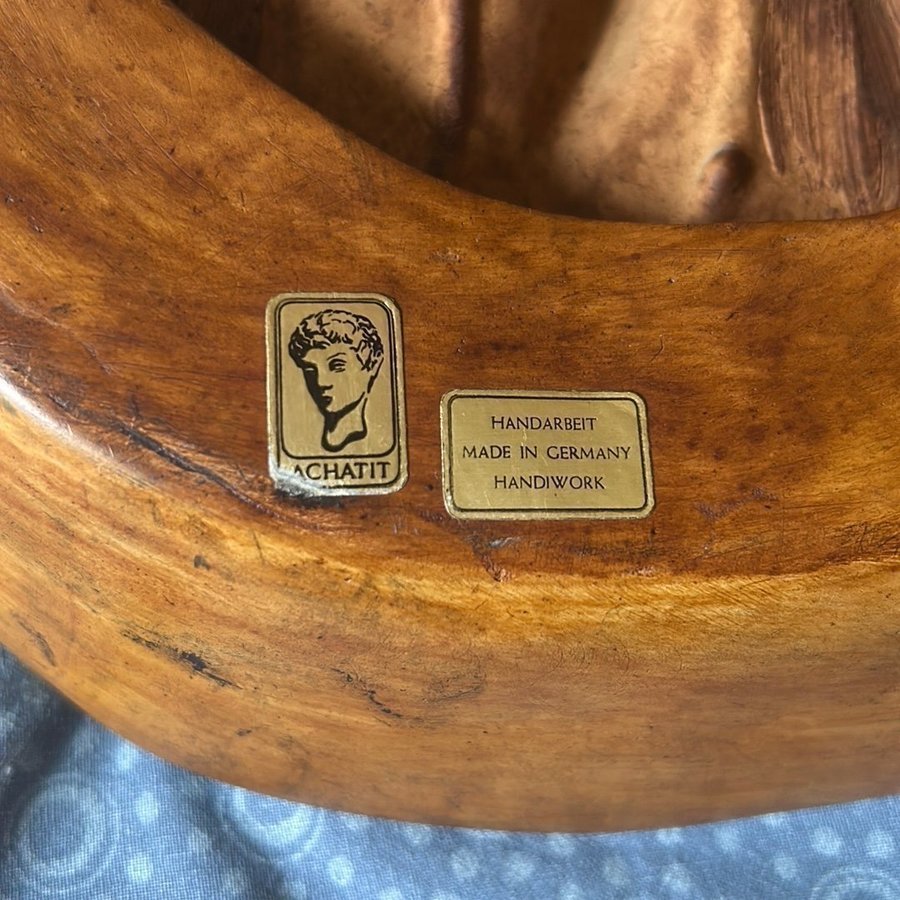 ACHATIT
HANDARBEIT
MADE IN GERMANY
HANDIWORK